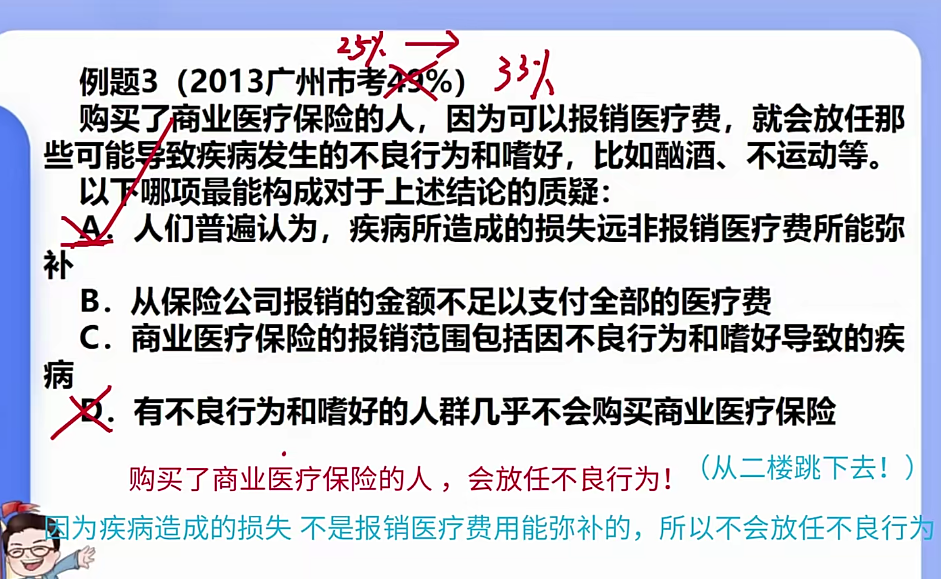 25% → 33%
例题3（2013广州市考49%）
购买了商业医疗保险的人，因为可以报销医疗费，就会放任那
些可能导致疾病发生的不良行为和嗜好，比如酗酒、不运动等。
以下哪项最能构成对于上述结论的质疑：
A．人们普遍认为，疾病所造成的损失远非报销医疗费所能弥
补
B．从保险公司报销的金额不足以支付全部的医疗费
C．商业医疗保险的报销范围包括因不良行为和嗜好导致的疾
病
D．有不良行为和嗜好的人群几乎不会购买商业医疗保险
购买了商业医疗保险的人 ，会放任不良行为！（从二楼跳下去！）
因为疾病造成的损失 不是报销医疗费用能弥补的，所以不会放任不良行为